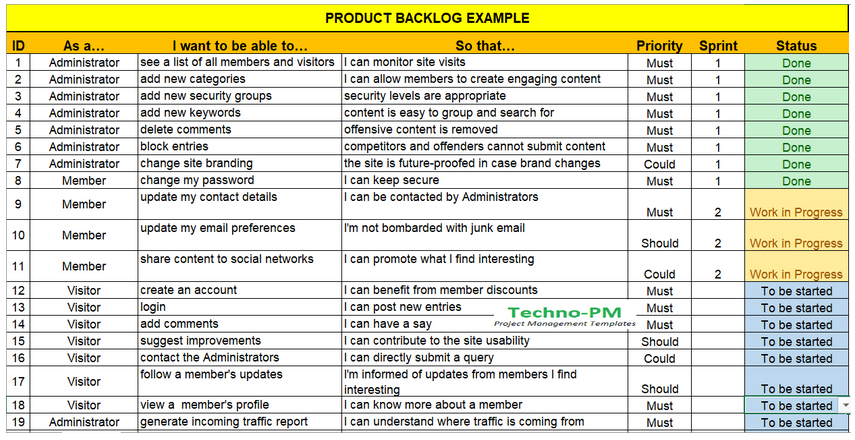 PRODUCT BACKLOG EXAMPLE
ID As a... I want to be able to... So that... Priority Sprint Status
1 Administrator see a list of all members and visitors I can monitor site visits Must 1 Done
2 Administrator add new categories I can allow members to create engaging content Must 1 Done
3 Administrator add new security groups security levels are appropriate Must 1 Done
4 Administrator add new keywords content is easy to group and search for Must 1 Done
5 Administrator delete comments offensive content is removed Must 1 Done
6 Administrator block entries competitors and offenders cannot submit content Must 1 Done
7 Administrator change site branding the site is future-proofed in case brand changes Could 1 Done
8 Member change my password I can keep secure Must 1 Done
9 Member update my contact details I can be contacted by Administrators Must 2 Work in Progress
10 Member update my email preferences I'm not bombarded with junk email Should 2 Work in Progress
11 Member share content to social networks I can promote what I find interesting Could 2 Work in Progress
12 Visitor create an account I can benefit from member discounts Must To be started
13 Visitor login I can post new entries Must To be started
14 Visitor add comments I can have a say Must To be started
Techno-PM
Project Management Templates
15 Visitor suggest improvements I can contribute to the site usability Should To be started
16 Visitor contact the Administrators I can directly submit a query Could To be started
17 Visitor follow a member's updates I'm informed of updates from members I find
interesting Should To be started
18 Visitor view a member's profile I can know more about a member Must To be started
19 Administrator generate incoming traffic report I can understand where traffic is coming from Must To be started